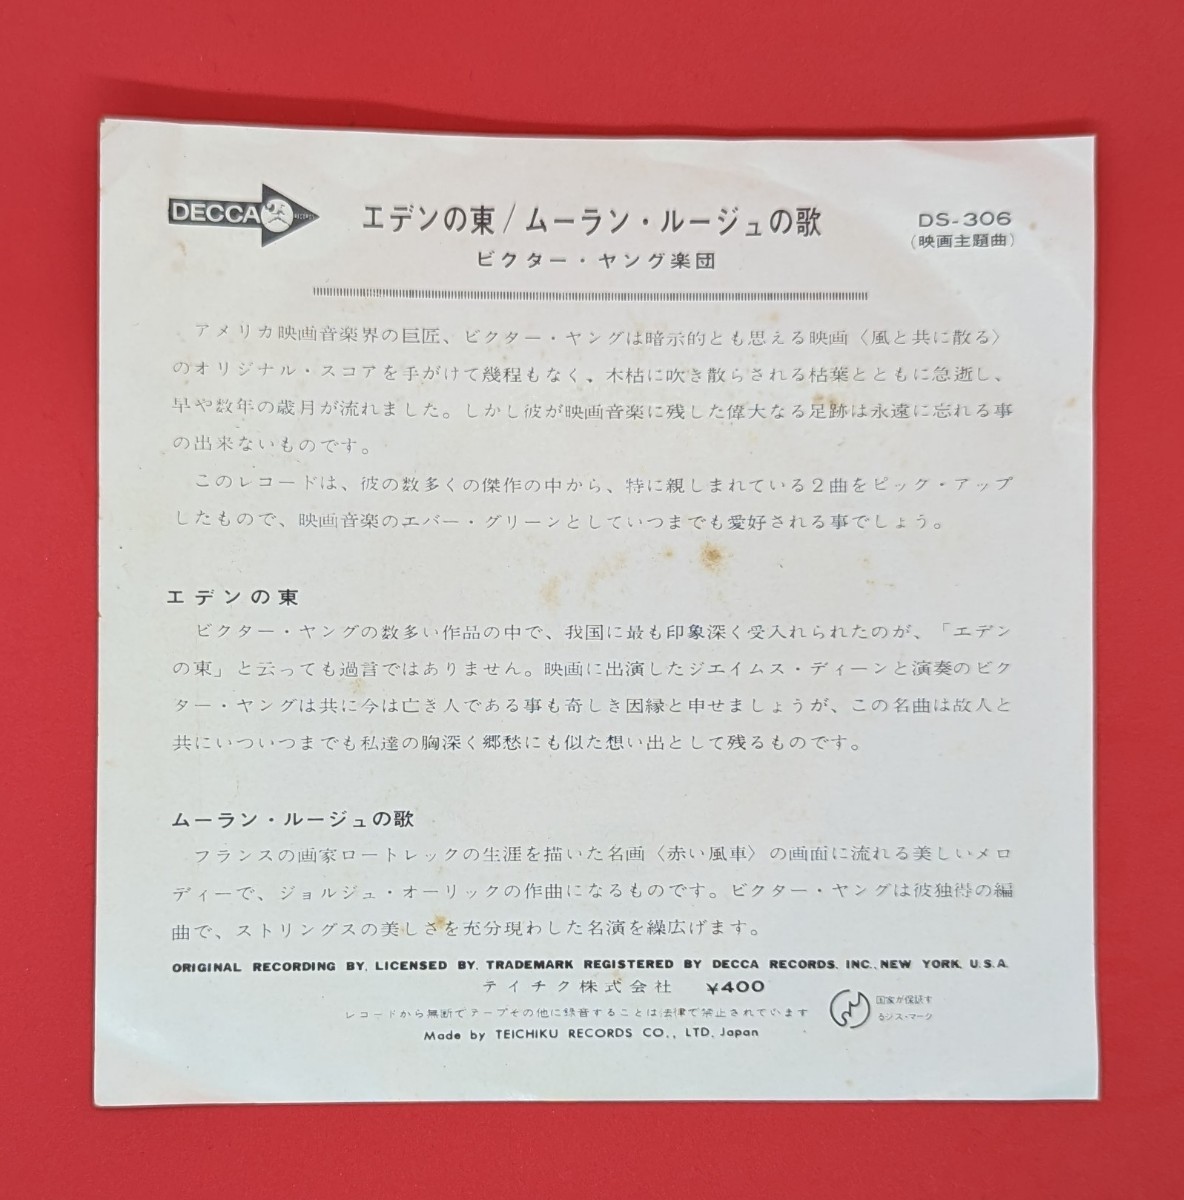 DECCA RECORDS
エデンの東/ムーラン・ルージュの歌
DS-306
(映画主題曲)
ビクター・ヤング楽団
アメリカ映画音楽界の巨匠、ビクター・ヤングは暗示的とも思える映画〈風と共に散る〉
のオリジナル・スコアを手がけて幾程もなく、木枯に吹き散らされる枯葉とともに急逝し、
早や数年の歳月が流れました。しかし彼が映画音楽に残した偉大なる足跡は永遠に忘れる事
の出来ないものです。
このレコードは、彼の数多くの傑作の中から、特に親しまれている2曲をピック・アップ
したもので、映画音楽のエバー・グリーンとしていつまでも愛好される事でしょう。
エデンの東
ビクター・ヤングの数多い作品の中で、我国に最も印象深く受入れられたのが、「エデン
の東」と云っても過言ではありません。映画に出演したジエイムス・ディーンと演奏のビク
ター・ヤングは共に今は亡き人である事も奇しき因縁と申せましょうが、この名曲は故人と
共にいついつまでも私達の胸深く郷愁にも似た想い出として残るものです。
ムーラン・ルージュの歌
フランスの画家ロートレックの生涯を描いた名画〈赤い風車〉の画面に流れる美しいメロ
ディーで、ジョルジュ・オーリックの作曲になるものです。ビクター・ヤングは彼独得の編
曲で、ストリングスの美しさを充分現わした名演を繰広げます。
ORIGINAL RECORDING BY, LICENSED BY, TRADEMARK REGISTERED BY DECCA RECORDS, INC., NEW YORK, U.S.A.
テイチク株式会社 ¥400
レコードから無断でテープその他に録音することは法律で禁止されています
国家が保証す
るジス・マーク
Made by TEICHIKU RECORDS CO., LTD, Japan